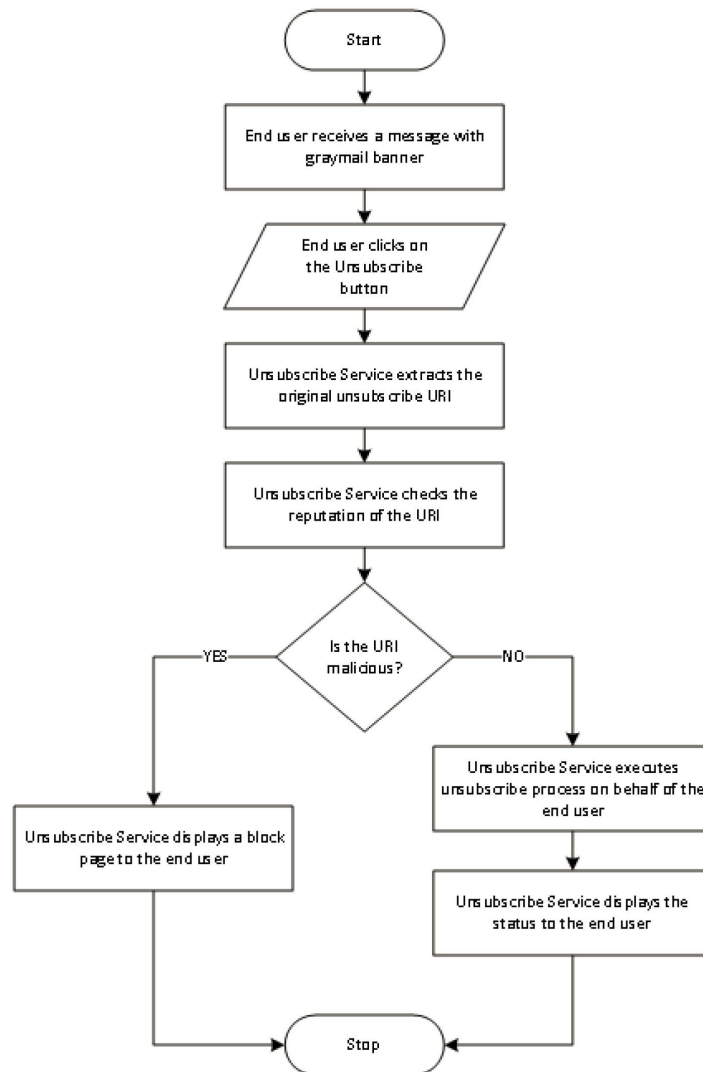 Start
End user receives a message with
graymail banner
End user clicks on
the Unsubscribe
button
Unsubscribe Service extracts the
original unsubscribe URI
Unsubscribe Service checks the
reputation of the URI
Is the URI
malicious?
YES
NO
Unsubscribe Service executes
unsubscribe process on behalf of the
end user
Unsubscribe Service displays a block
page to the end user
Unsubscribe Service displays the
status to the end user
Stop